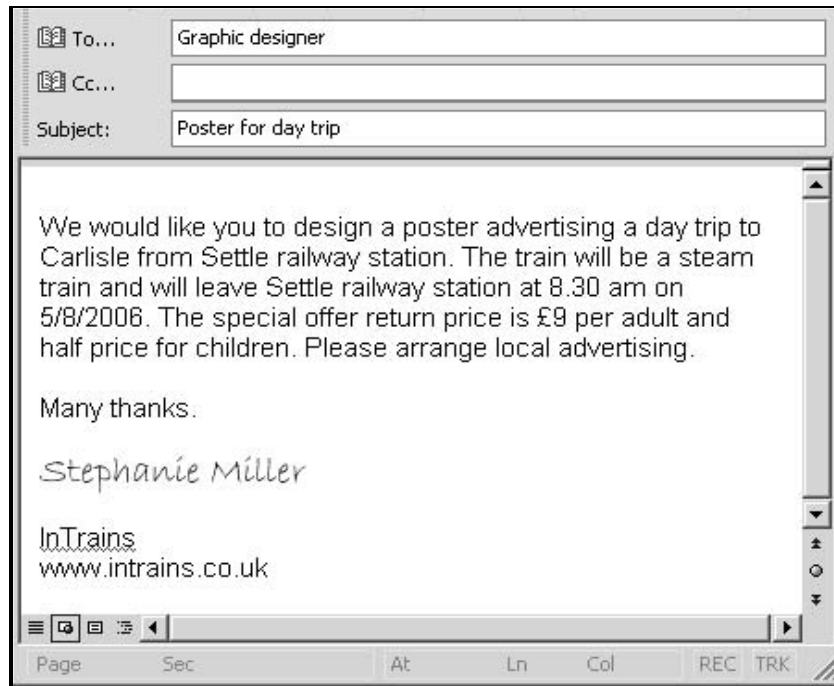 To... Graphic designer
Cc...
Subject: Poster for day trip
We would like you to design a poster advertising a day trip to
Carlisle from Settle railway station. The train will be a steam
train and will leave Settle railway station at 8.30 am on
5/8/2006. The special offer return price is £9 per adult and
half price for children. Please arrange local advertising.
Many thanks.
Stephanie Miller
InTrains
www.intrains.co.uk
Page Sec At Ln Col REC TRK